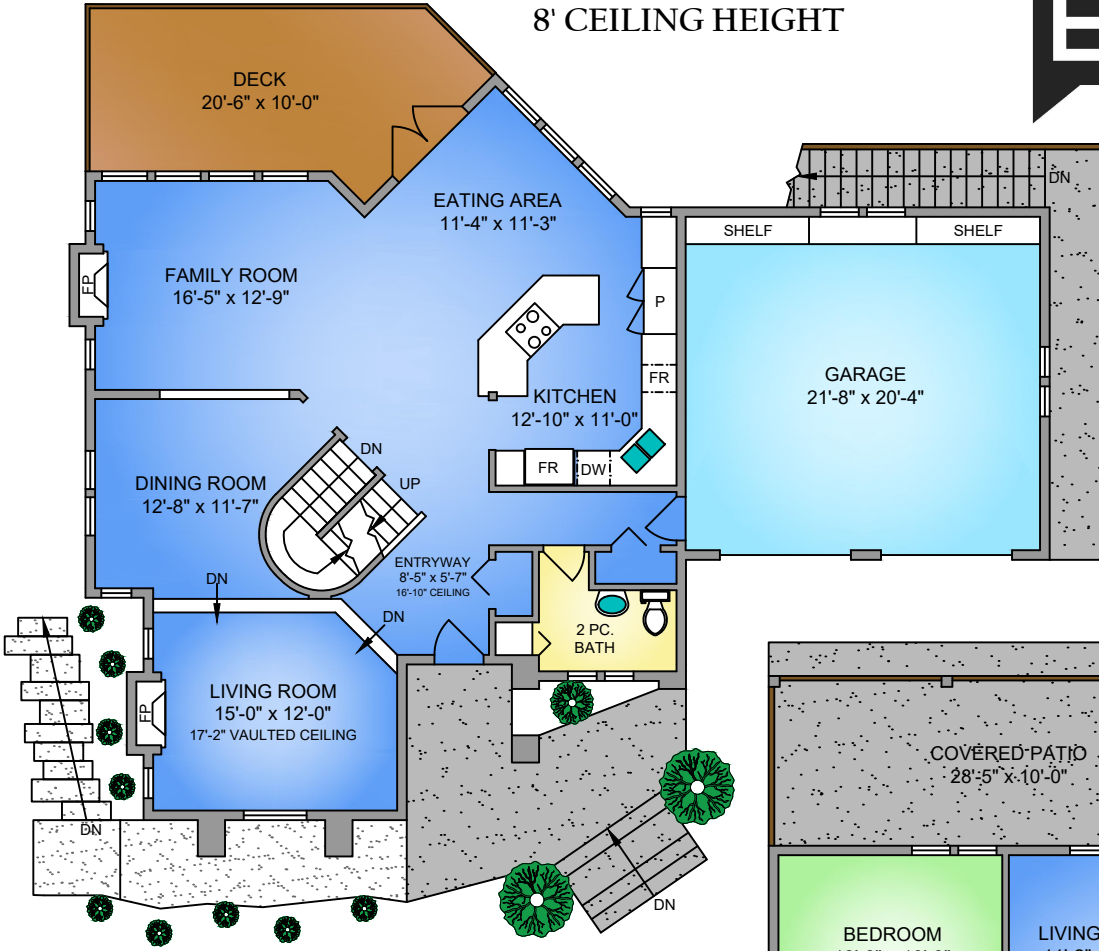 8' CEILING HEIGHT
DECK
20'-6" x 10'-0"
DN
EATING AREA
11'-4" x 11'-3"
SHELF
SHELF
FAMILY ROOM
16'-5" x 12'-9"
FP
P
FR
GARAGE
21'-8" x 20'-4"
KITCHEN
12'-10" x 11'-0"
DN
UP
FR
DW
DINING ROOM
12'-8" x 11'-7"
ENTRYWAY
8'-5" x 5'-7"
16'-10" CEILING
DN
DN
2 PC.
BATH
LIVING ROOM
15'-0" x 12'-0"
17'-2" VAULTED CEILING
FP
COVERED PATIO
28'-5" x 10'-0"
DN
DN
BEDROOM
LIVING